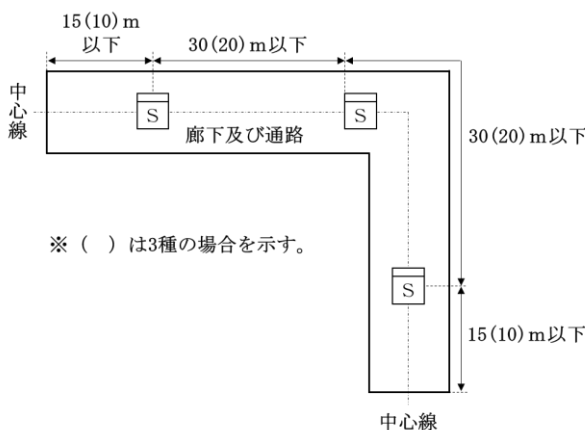 15(10)m
以下
30(20)m以下
中心線
S
S
廊下及び通路
30(20)m以下
※（　）は3種の場合を示す。
S
15(10)m以下
中心線